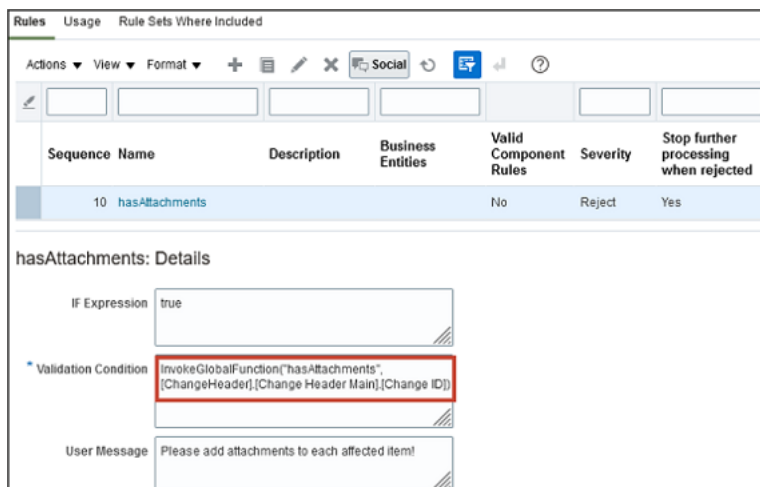 Rules Usage Rule Sets Where Included
Actions View Format Social
Sequence Name Description Business Entities Valid Component Rules Severity Stop further processing when rejected
10 hasAttachments No Reject Yes
hasAttachments: Details
IF Expression true
* Validation Condition InvokeGlobalFunction("hasAttachments",
[ChangeHeader].[Change Header Main].[Change ID])
User Message Please add attachments to each affected item!